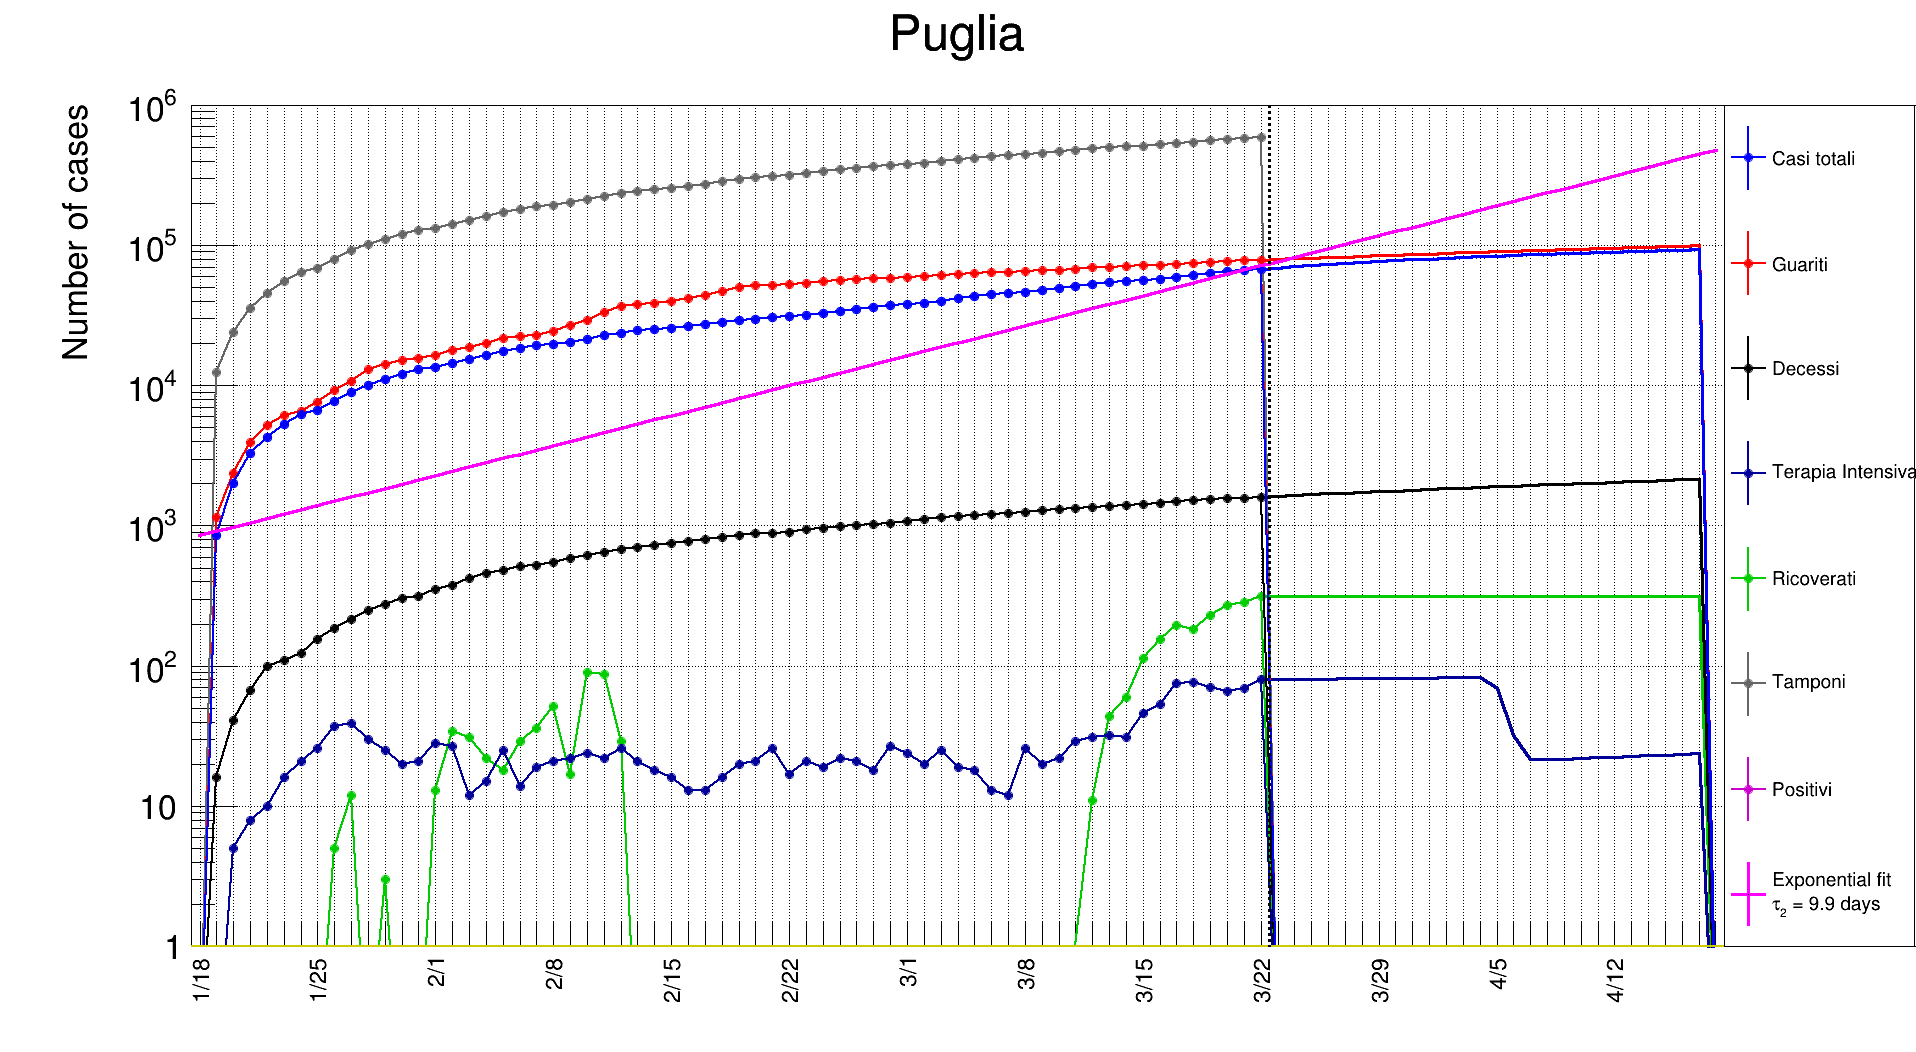 Puglia
Number of cases
10^6
10^5
10^4
10^3
10^2
10
1
1/18
1/25
2/1
2/8
2/15
2/22
3/1
3/8
3/15
3/22
3/29
4/5
4/12
Casi totali
Guariti
Decessi
Terapia Intensiva
Ricoverati
Tamponi
Positivi
Exponential fit
τ₂ = 9.9 days